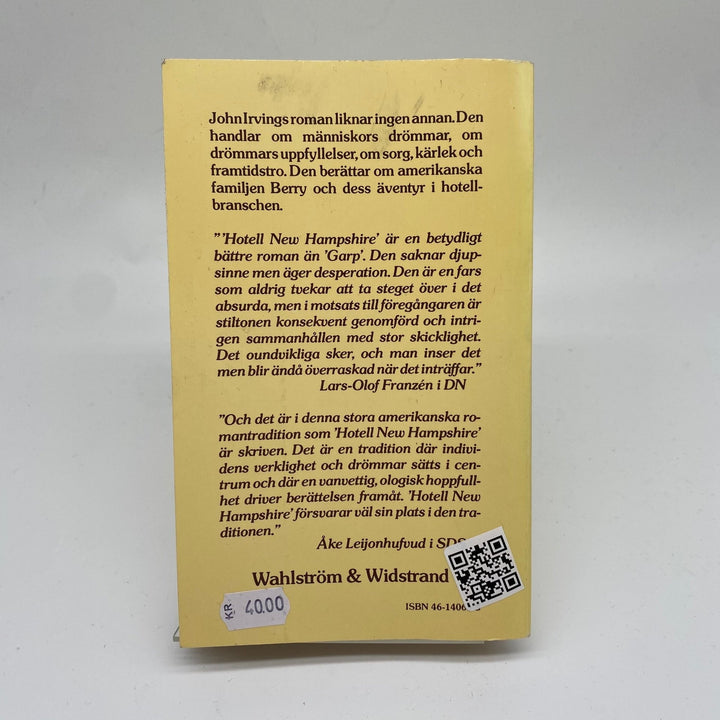 John Irvings roman liknar ingen annan. Den
handlar om människors drömmar, om
drömmars uppfyllelser, om sorg, kärlek och
framtidstro. Den berättar om amerikanska
familjen Berry och dess äventyr i hotell-
branschen.
”’Hotell New Hampshire’ är en betydligt
bättre roman än ’Garp’. Den saknar djup-
sinne men äger desperation. Den är en fars
som aldrig tvekar att ta steget över i det
absurda, men i motsats till föregångaren är
stiltonen konsekvent genomförd och intri-
gen sammanhållen med stor skicklighet.
Det oundvikliga sker, och man inser det
men blir ändå överraskad när det inträffar.”
Lars-Olof Franzén i DN
”Och det är i denna stora amerikanska ro-
mantradition som ’Hotell New Hampshire’
är skriven. Det är en tradition där indivi-
dens verklighet och drömmar sätts i cen-
trum och där en vanvettig, ologisk hoppfull-
het driver berättelsen framåt. ’Hotell New
Hampshire’ försvarar väl sin plats i den tra-
ditionen.”
Åke Leijonhufvud i SDS
Wahlström & Widstrand
KR 40.00
ISBN 46-1406